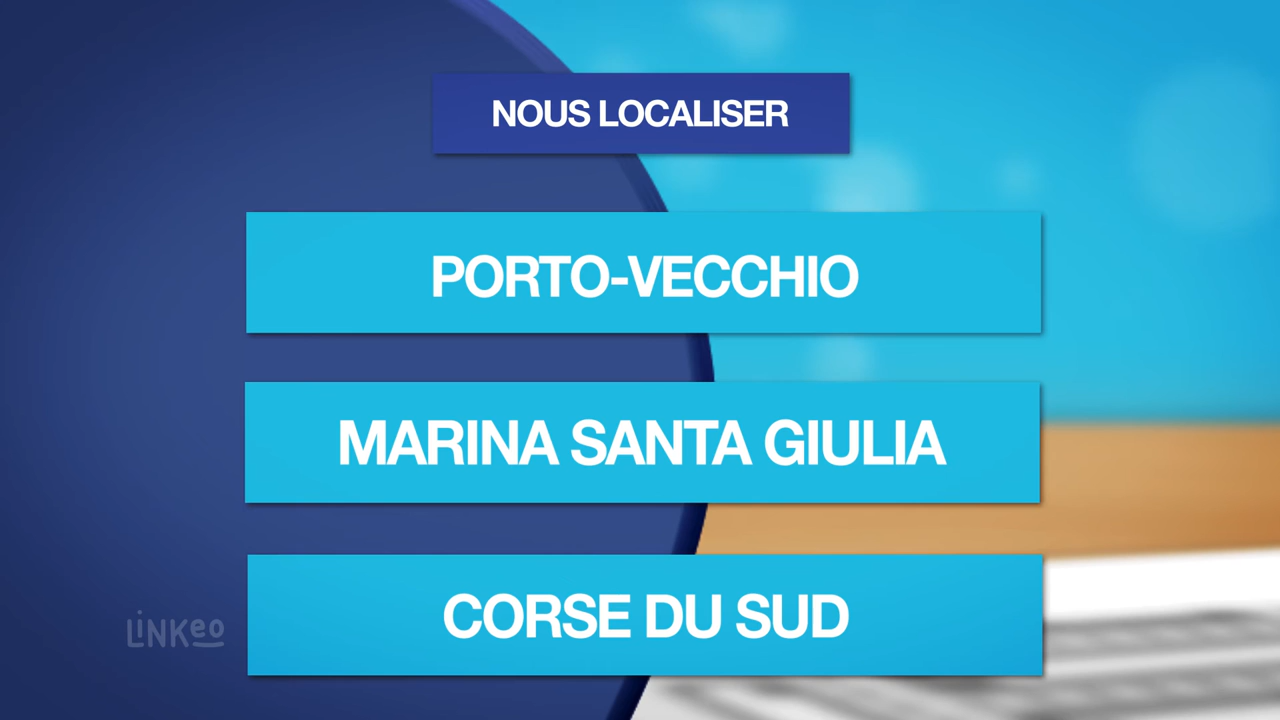 NOUS LOCALISER
PORTO-VECCHIO
MARINA SANTA GIULIA
CORSE DU SUD
LiNKeo